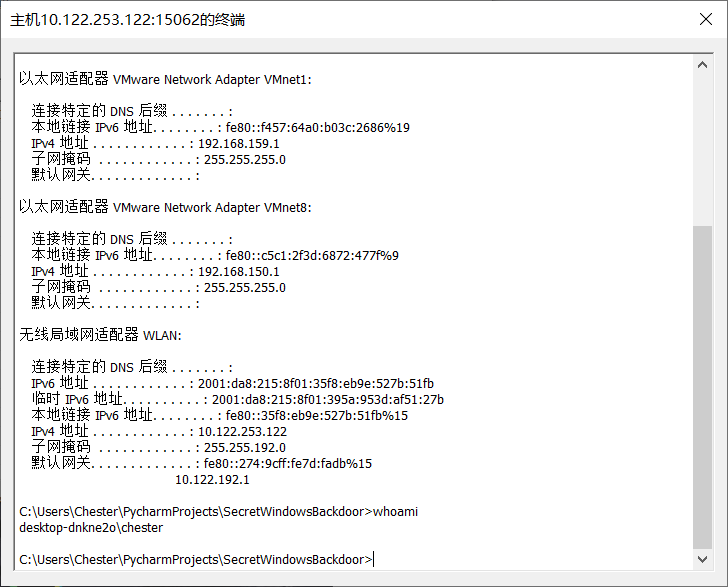 主机10.122.253.122:15062的终端
以太网适配器 VMware Network Adapter VMnet1:
连接特定的 DNS 后缀 . . . . . . . :
本地链接 IPv6 地址. . . . . . . . : fe80::f457:64a0:b03c:2686%19
IPv4 地址 . . . . . . . . . . . . : 192.168.159.1
子网掩码 . . . . . . . . . . . . : 255.255.255.0
默认网关. . . . . . . . . . . . . :
以太网适配器 VMware Network Adapter VMnet8:
连接特定的 DNS 后缀 . . . . . . . :
本地链接 IPv6 地址. . . . . . . . : fe80::c5c1:2f3d:6872:477f%9
IPv4 地址 . . . . . . . . . . . . : 192.168.150.1
子网掩码 . . . . . . . . . . . . : 255.255.255.0
默认网关. . . . . . . . . . . . . :
无线局域网适配器 WLAN:
连接特定的 DNS 后缀 . . . . . . . :
IPv6 地址 . . . . . . . . . . . . : 2001:da8:215:8f01:35f8:eb9e:527b:51fb
临时 IPv6 地址. . . . . . . . . . : 2001:da8:215:8f01:395a:953d:af51:27b
本地链接 IPv6 地址. . . . . . . . : fe80::35f8:eb9e:527b:51fb%15
IPv4 地址 . . . . . . . . . . . . : 10.122.253.122
子网掩码 . . . . . . . . . . . . : 255.255.192.0
默认网关. . . . . . . . . . . . . : fe80::274:9cff:fe7d:fadb%15
10.122.192.1
C:\Users\Chester\PycharmProjects\SecretWindowsBackdoor>whoami
desktop-dnkne2o\chester
C:\Users\Chester\PycharmProjects\SecretWindowsBackdoor>